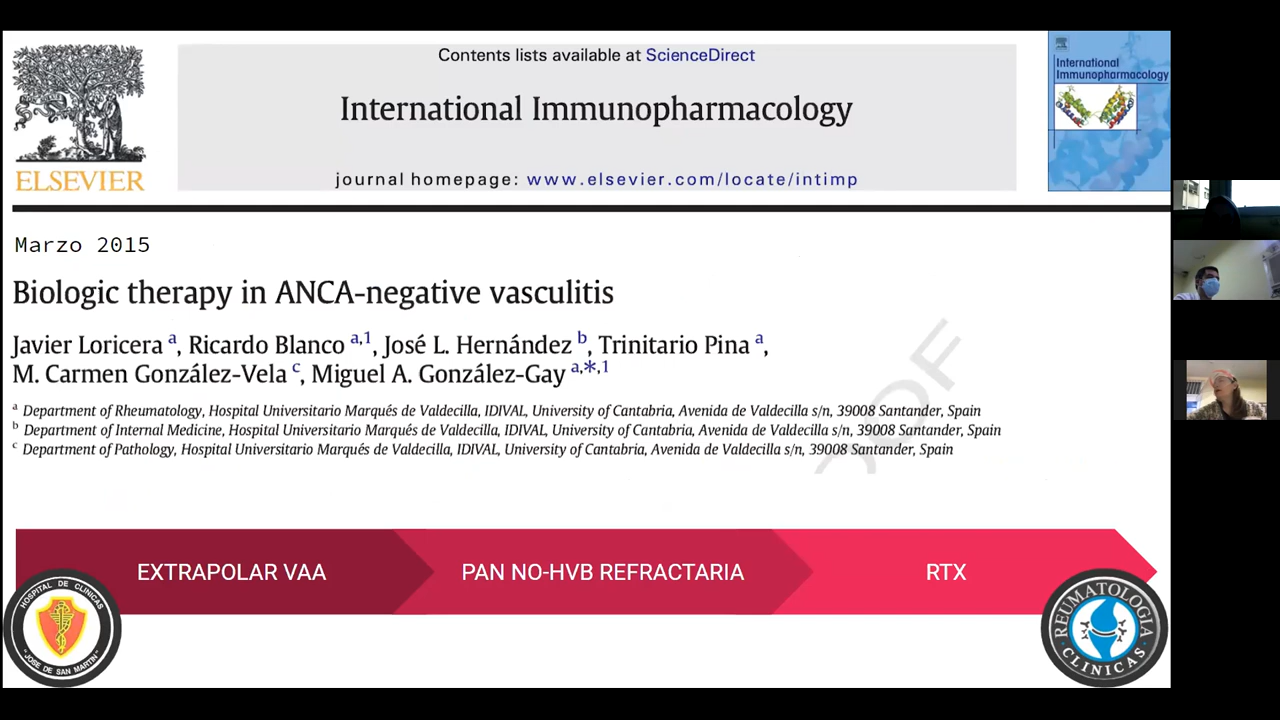 Contents lists available at ScienceDirect
International Immunopharmacology
journal homepage: www.elsevier.com/locate/intimp
ELSEVIER
International
Immunopharmacology
Marzo 2015
Biologic therapy in ANCA-negative vasculitis
Javier Loricera a, Ricardo Blanco a,1, José L. Hernández b, Trinitario Pina a,
M. Carmen González-Vela c, Miguel A. González-Gay a,*,1
a Department of Rheumatology, Hospital Universitario Marqués de Valdecilla, IDIVAL, University of Cantabria, Avenida de Valdecilla s/n, 39008 Santander, Spain
b Department of Internal Medicine, Hospital Universitario Marqués de Valdecilla, IDIVAL, University of Cantabria, Avenida de Valdecilla s/n, 39008 Santander, Spain
c Department of Pathology, Hospital Universitario Marqués de Valdecilla, IDIVAL, University of Cantabria, Avenida de Valdecilla s/n, 39008 Santander, Spain
OOF
EXTRAPOLAR VAA
PAN NO-HVB REFRACTARIA
RTX
HOSPITAL DE CLINICAS
"JOSE DE SAN MARTIN"
REUMATOLOGIA
CLINICAS